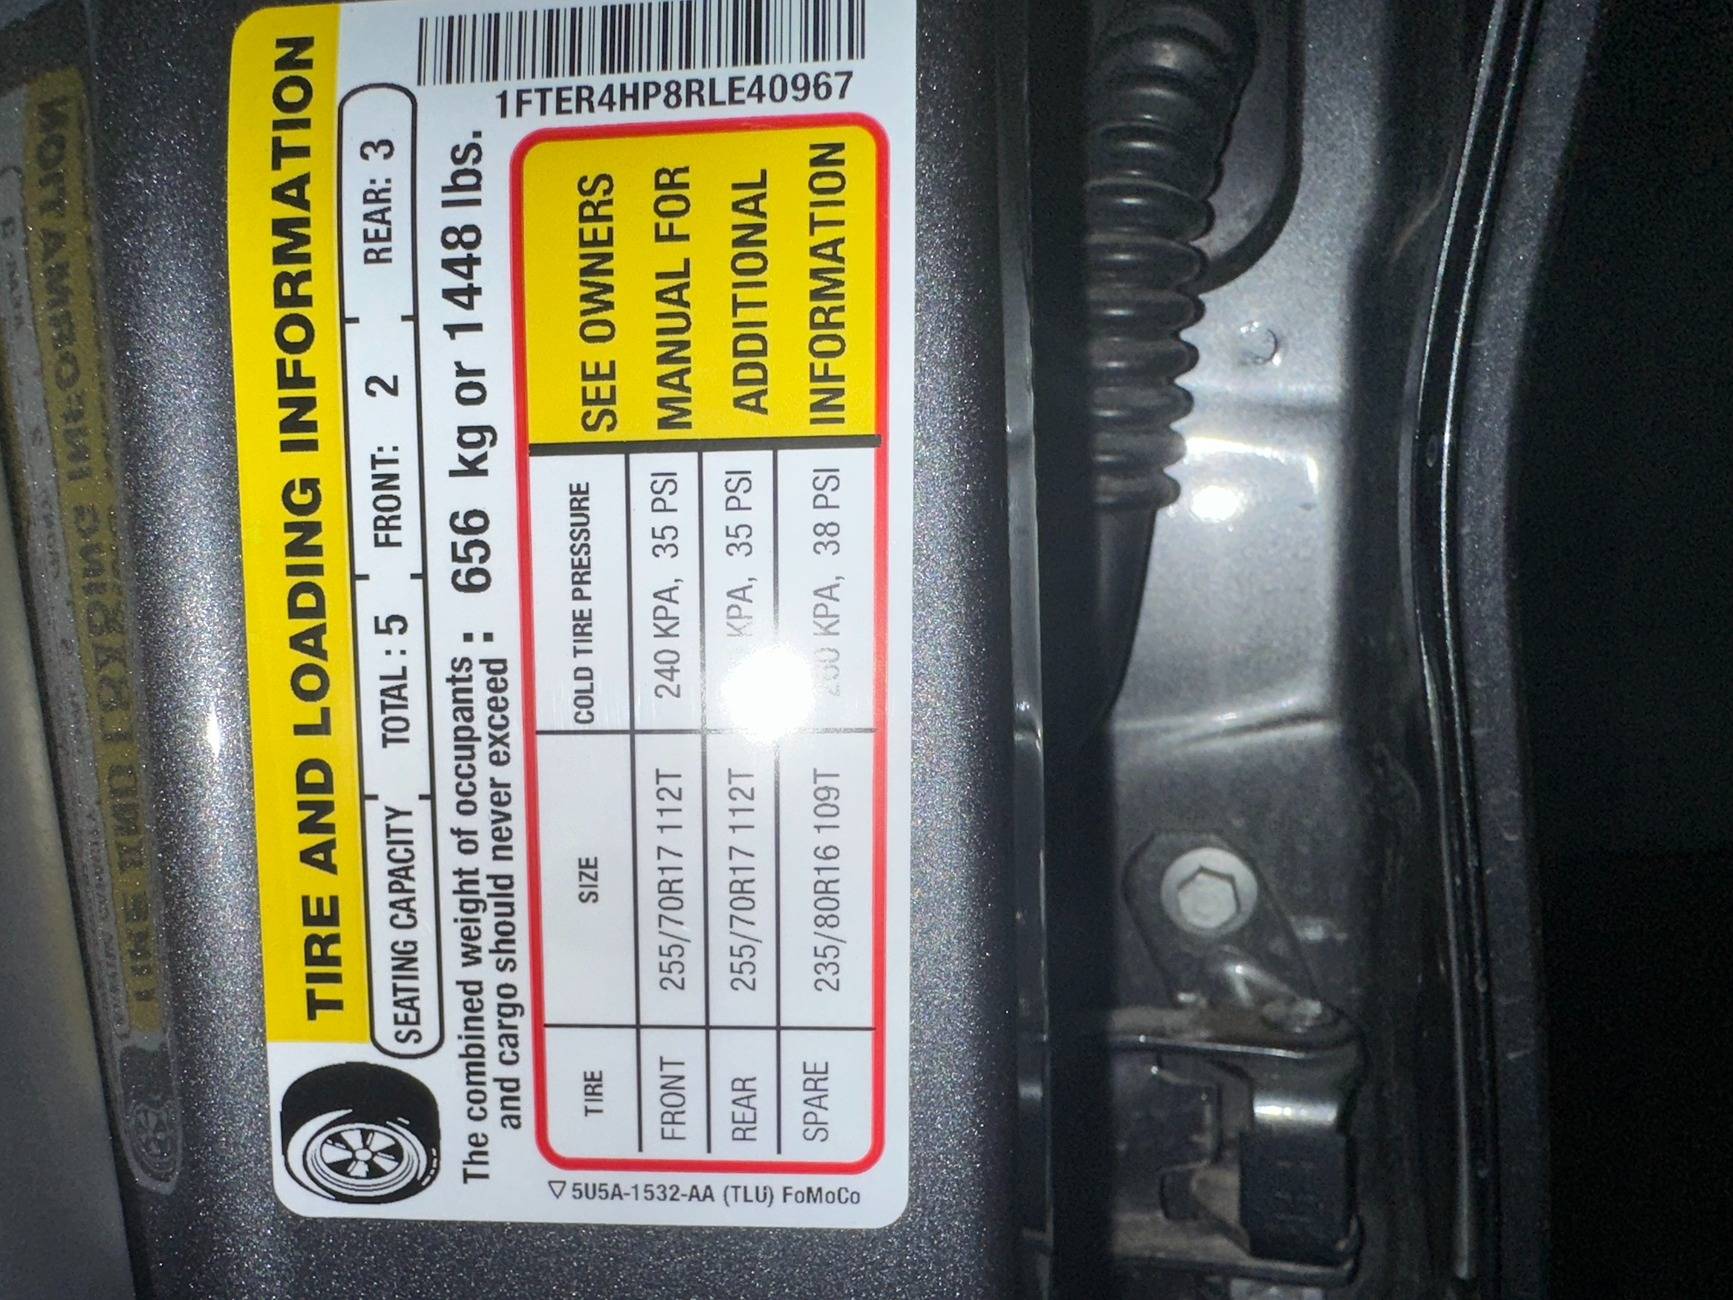 TIRE AND LOADING INFORMATION
SEATING CAPACITY TOTAL : 5 FRONT: 2 REAR: 3
The combined weight of occupants : 656 kg or 1448 lbs.
and cargo should never exceed :
1FTER4HP8RLE40967
TIRE SIZE COLD TIRE PRESSURE
FRONT 255/70R17 112T 240 KPA, 35 PSI
REAR 255/70R17 112T KPA, 35 PSI
SPARE 235/80R16 109T KPA, 38 PSI
SEE OWNERS
MANUAL FOR
ADDITIONAL
INFORMATION
5U5A-1532-AA (TLU) FoMoCo